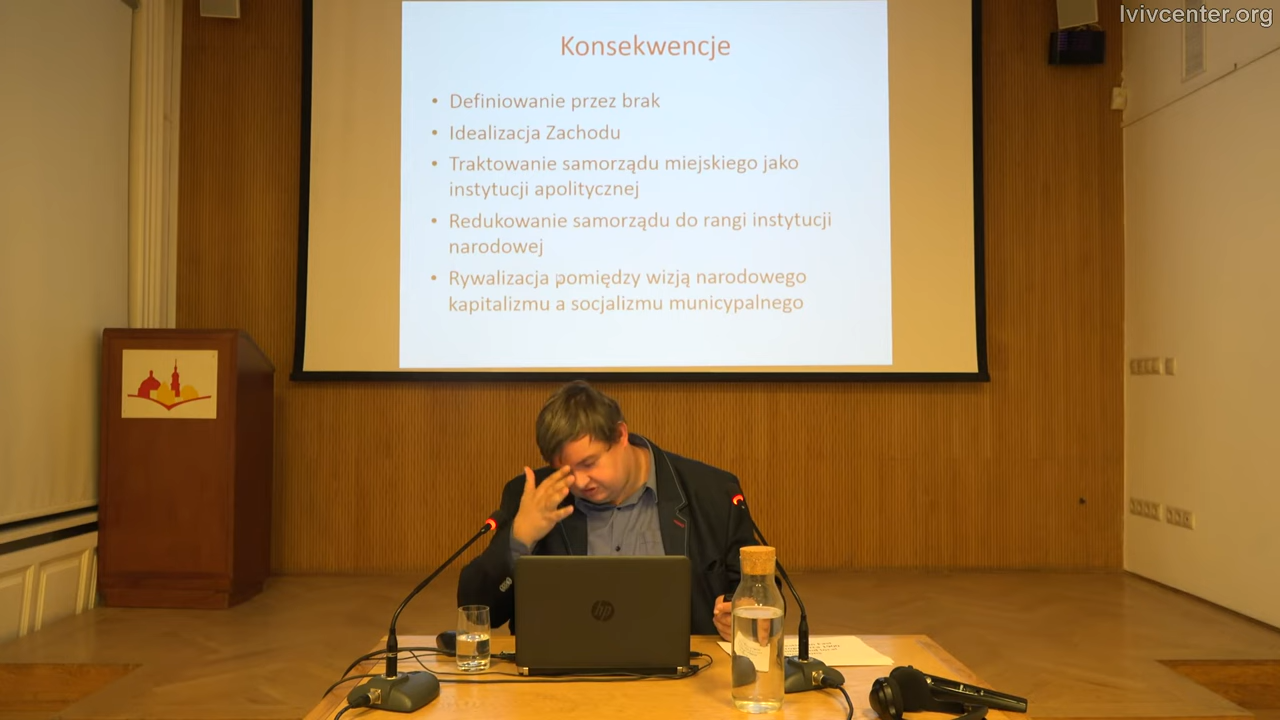 lvivcenter.org
Konsekwencje
• Definiowanie przez brak
• Idealizacja Zachodu
• Traktowanie samorządu miejskiego jako
instytucji apolitycznej
• Redukowanie samorządu do rangi instytucji
narodowej
• Rywalizacja pomiędzy wizją narodowego
kapitalizmu a socjalizmu municypalnego
hp